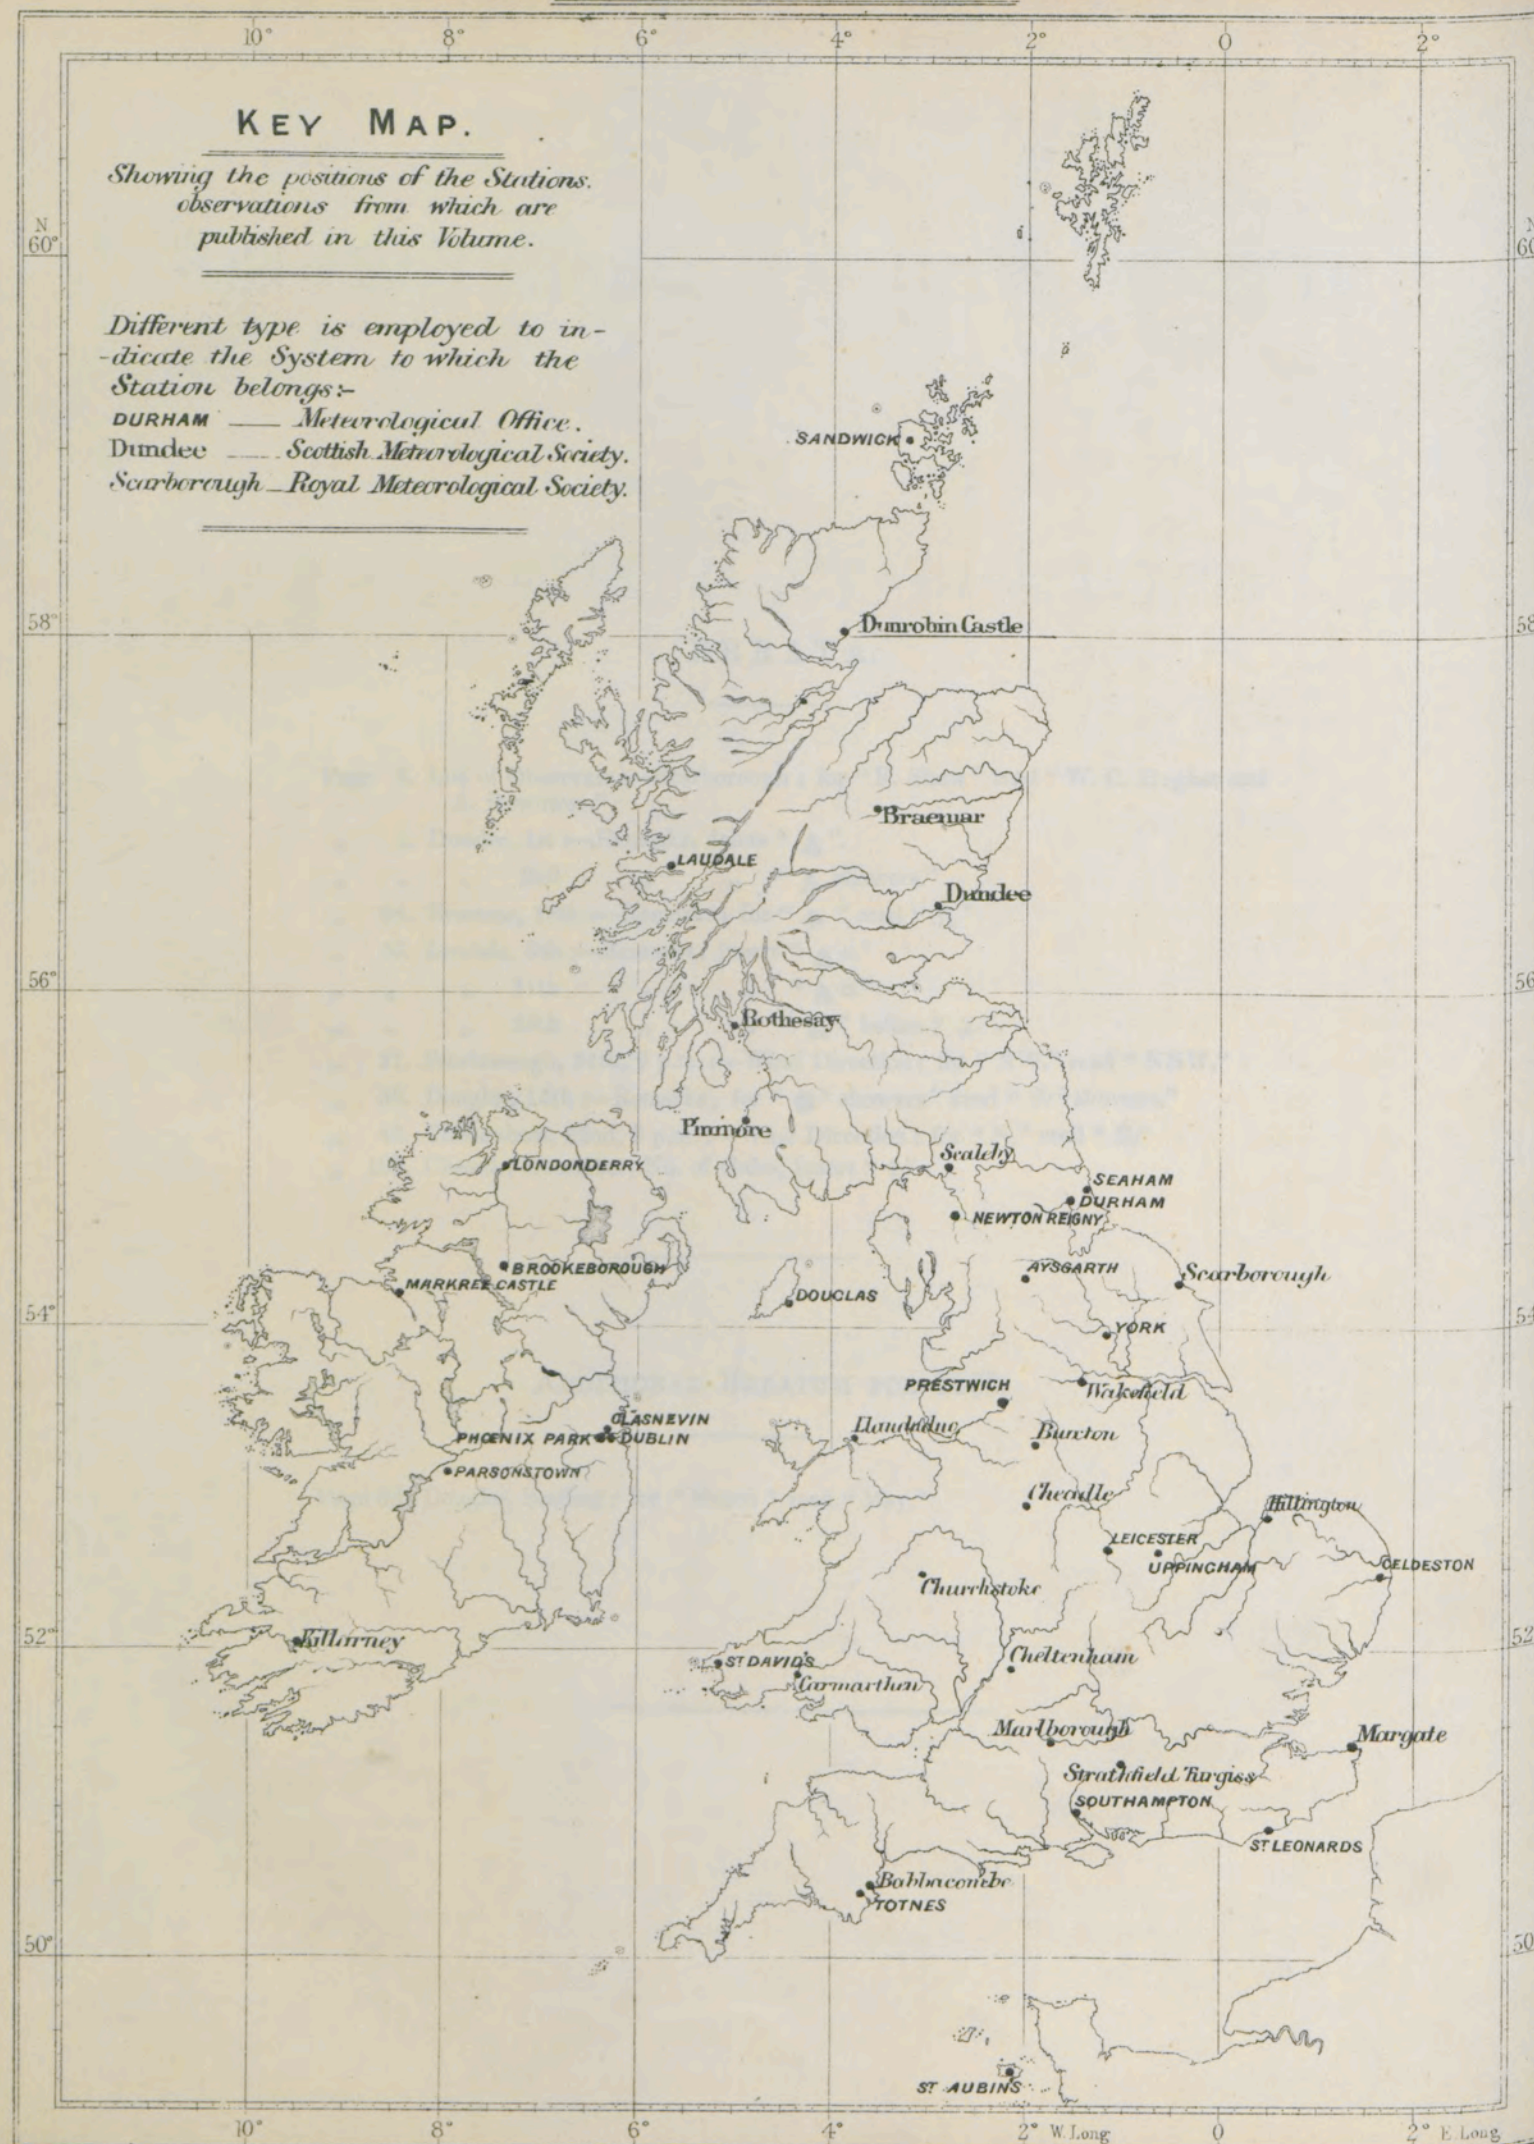 10° 8° 6° 4° 2° 0 2°
KEY MAP.
Showing the positions of the Stations.
observations from which are
published in this Volume.
N
60°
Different type is employed to in-
-dicate the System to which the
Station belongs:-
DURHAM — Meteorological Office.
Dundee — Scottish Meteorological Society.
Scarborough — Royal Meteorological Society.
SANDWICK
58°
58
Dunrobin Castle
Braemar
LAUDALE
Dundee
56°
56
Rothesay
Pinmore
LONDONDERRY
Scaleby
SEAHAM
DURHAM
NEWTON REIGNY
BROOKEBOROUGH
MARKREE CASTLE
AYSGARTH
Scarborough
DOUGLAS
54°
54
YORK
PRESTWICH
Wakefield
GLASNEVIN
PHŒNIX PARK
DUBLIN
Llandudno
Buxton
PARSONSTOWN
Cheadle
Hillington
LEICESTER
UPPINGHAM
GELDESTON
Churchstoke
52°
52
Killarney
ST DAVID'S
Carmarthen
Cheltenham
Marlborough
Margate
Strathfield Turgiss
SOUTHAMPTON
ST LEONARDS
Babbacombe
TOTNES
50°
50
ST AUBINS
10° 8° 6° 4° 2° W. Long 0 2° E. Long